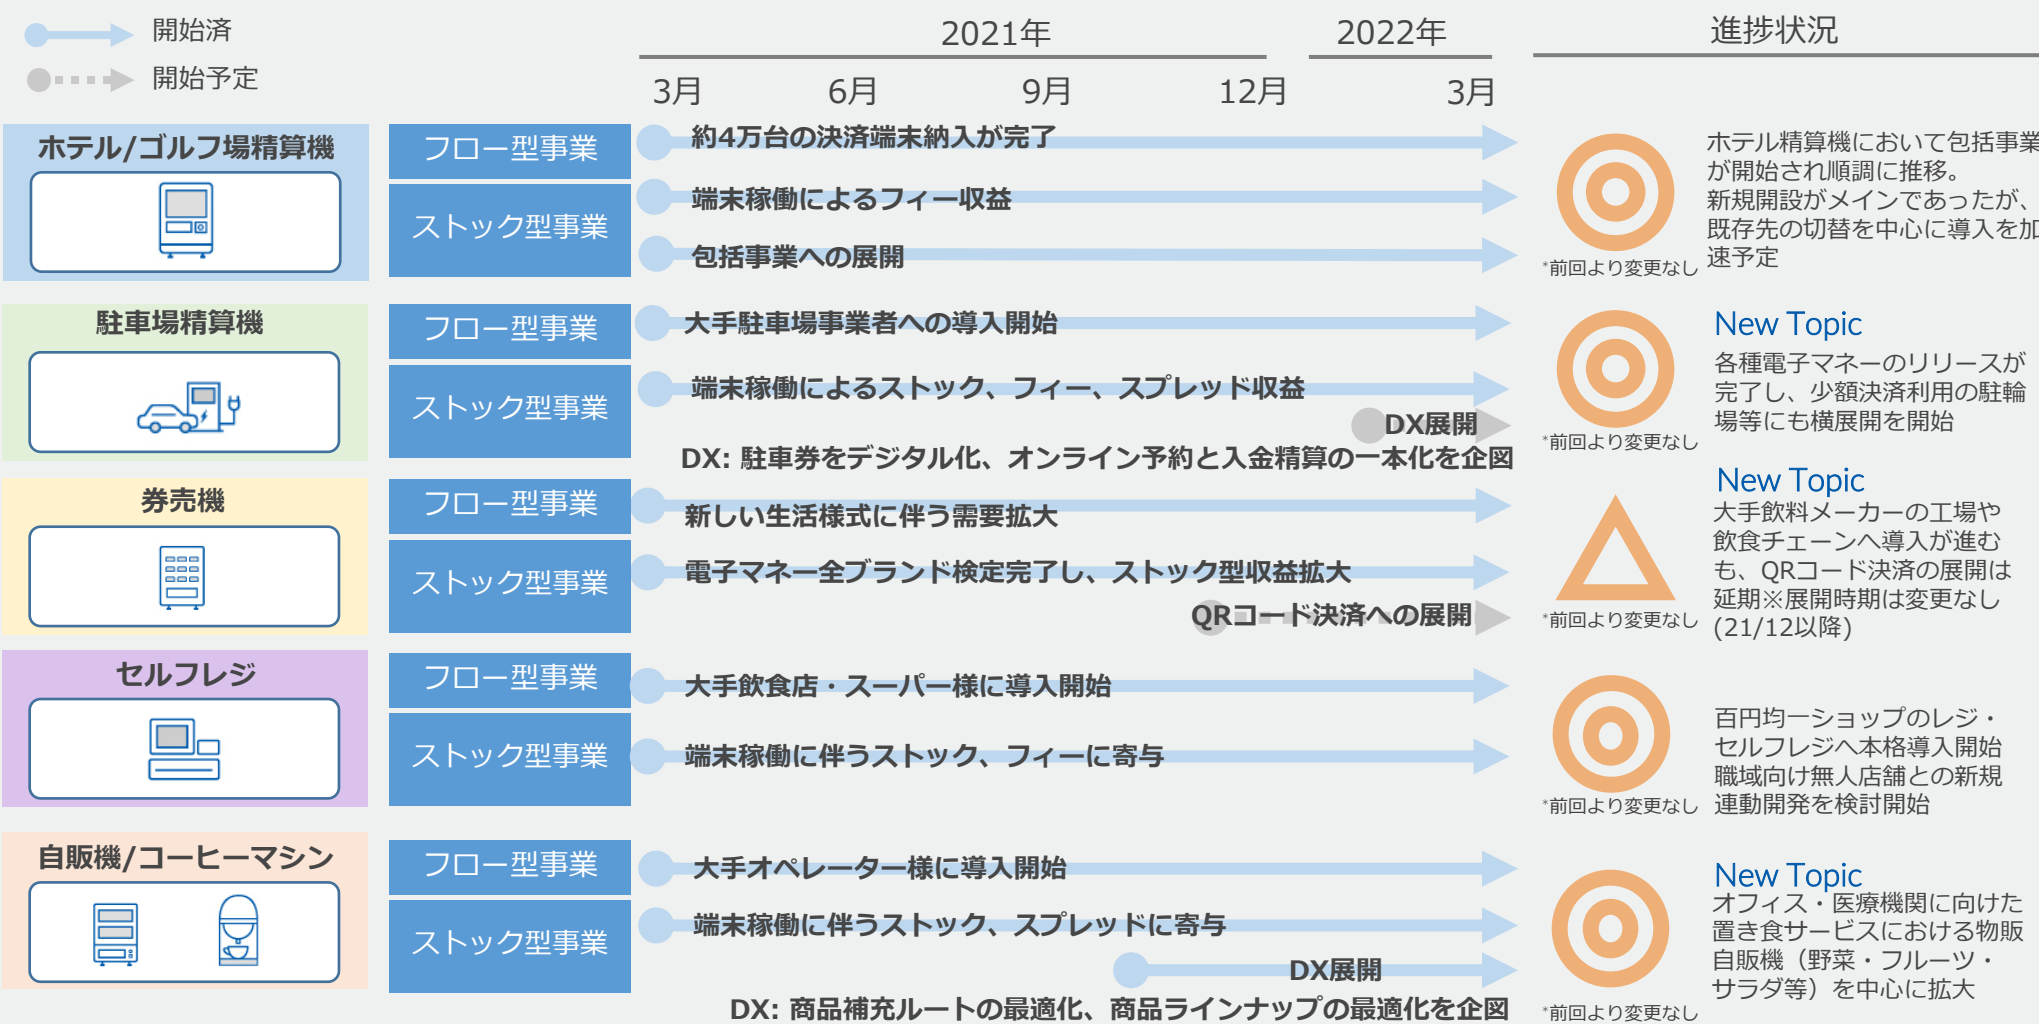 開始済
開始予定
2021年
2022年
進捗状況
3月
6月
9月
12月
3月
ホテル/ゴルフ場精算機
フロー型事業
約4万台の決済端末納入が完了
ストック型事業
端末稼働によるフィー収益
包括事業への展開
*前回より変更なし
ホテル精算機において包括事業
が開始され順調に推移。
新規開設がメインであったが、
既存先の切替を中心に導入を加
速予定
駐車場精算機
フロー型事業
大手駐車場事業者への導入開始
ストック型事業
端末稼働によるストック、フィー、スプレッド収益
DX展開
DX: 駐車券をデジタル化、オンライン予約と入金精算の一本化を企図
*前回より変更なし
New Topic
各種電子マネーのリリースが
完了し、少額決済利用の駐輪
場等にも横展開を開始
券売機
フロー型事業
新しい生活様式に伴う需要拡大
ストック型事業
電子マネー全ブランド検定完了し、ストック型収益拡大
QRコード決済への展開
*前回より変更なし
New Topic
大手飲料メーカーの工場や
飲食チェーンへ導入が進む
も、QRコード決済の展開は
延期※展開時期は変更なし
(21/12以降)
セルフレジ
フロー型事業
大手飲食店・スーパー様に導入開始
ストック型事業
端末稼働に伴うストック、フィーに寄与
*前回より変更なし
百円均一ショップのレジ・
セルフレジへ本格導入開始
職域向け無人店舗との新規
連動開発を検討開始
自販機/コーヒーマシン
フロー型事業
大手オペレーター様に導入開始
ストック型事業
端末稼働に伴うストック、スプレッドに寄与
DX展開
DX: 商品補充ルートの最適化、商品ラインナップの最適化を企図
*前回より変更なし
New Topic
オフィス・医療機関に向けた
置き食サービスにおける物販
自販機（野菜・フルーツ・
サラダ等）を中心に拡大